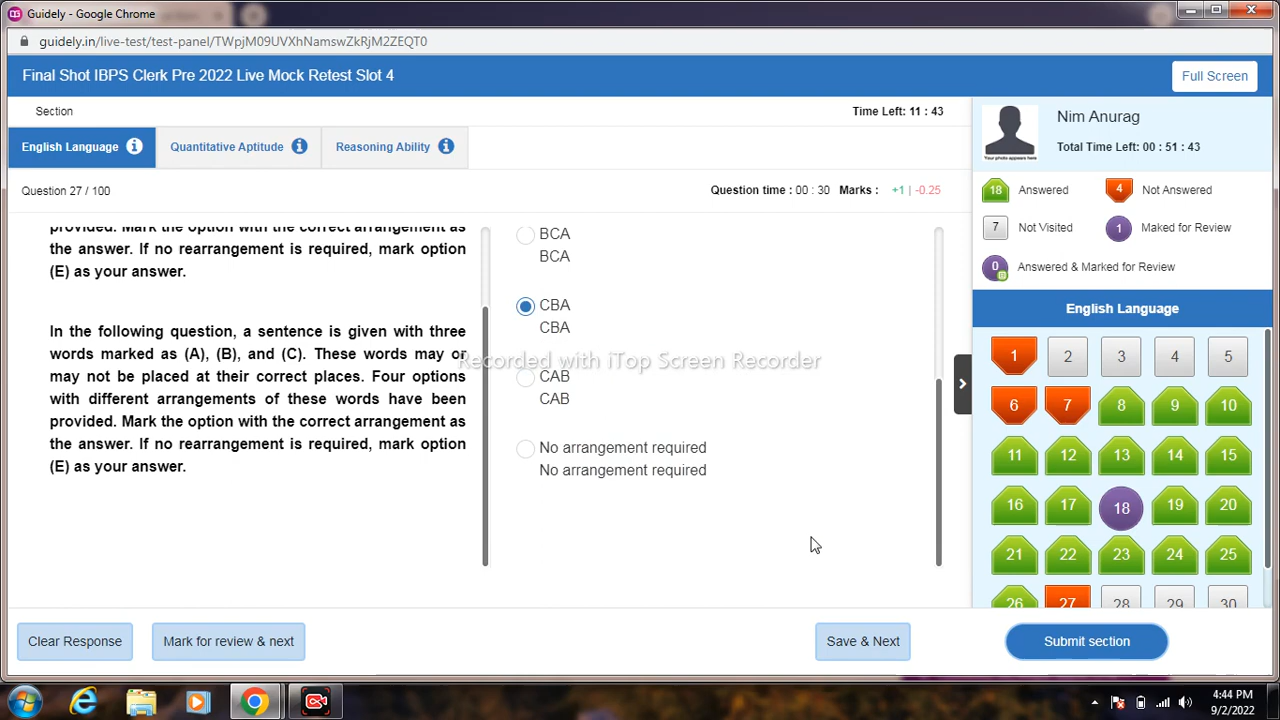 Guidely - Google Chrome
guidely.in/live-test/test-panel/TWpjM09UVXhNamswZkRjM2ZEQT0
Final Shot IBPS Clerk Pre 2022 Live Mock Retest Slot 4
Full Screen
Section
Time Left: 11 : 43
English Language
Quantitative Aptitude
Reasoning Ability
Question 27 / 100
Question time : 00 : 30 Marks : +1 | -0.25
Nim Anurag
Your photo appears here
Total Time Left: 00 : 51 : 43
18 Answered
4 Not Answered
7 Not Visited
1 Maked for Review
0 Answered & Marked for Review
provided. Mark the option with the correct arrangement as
the answer. If no rearrangement is required, mark option
(E) as your answer.
In the following question, a sentence is given with three
words marked as (A), (B), and (C). These words may or
may not be placed at their correct places. Four options
with different arrangements of these words have been
provided. Mark the option with the correct arrangement as
the answer. If no rearrangement is required, mark option
(E) as your answer.
BCA
BCA
CBA
CBA
Recorded with iTop Screen Recorder
CAB
CAB
No arrangement required
No arrangement required
English Language
1 2 3 4 5
6 7 8 9 10
11 12 13 14 15
16 17 18 19 20
21 22 23 24 25
26 27 28 29 30
Clear Response
Mark for review & next
Save & Next
Submit section
4:44 PM
9/2/2022